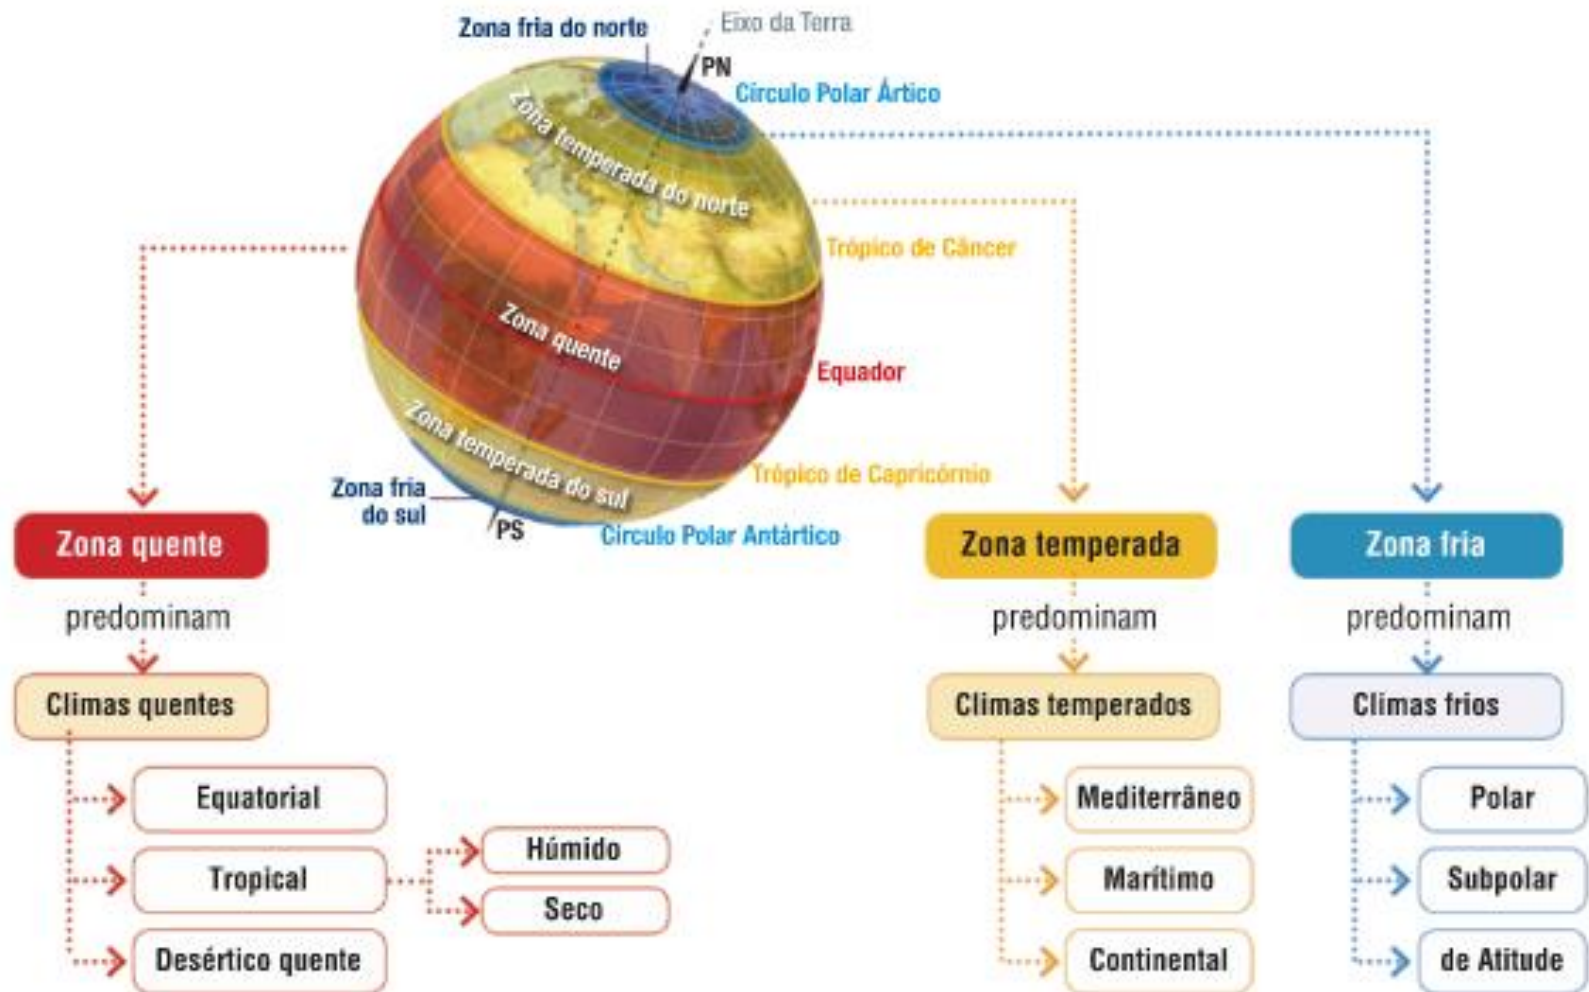 Zona fria do norte
Eixo da Terra
PN
Círculo Polar Ártico
Zona temperada do norte
Trópico de Câncer
Zona quente
Equador
Zona temperada do sul
Trópico de Capricórnio
Zona fria
do sul
PS
Círculo Polar Antártico
Zona quente
predominam
Climas quentes
Equatorial
Tropical
Húmido
Seco
Desértico quente
Zona temperada
predominam
Climas temperados
Mediterrâneo
Marítimo
Continental
Zona fria
predominam
Climas frios
Polar
Subpolar
de Atitude